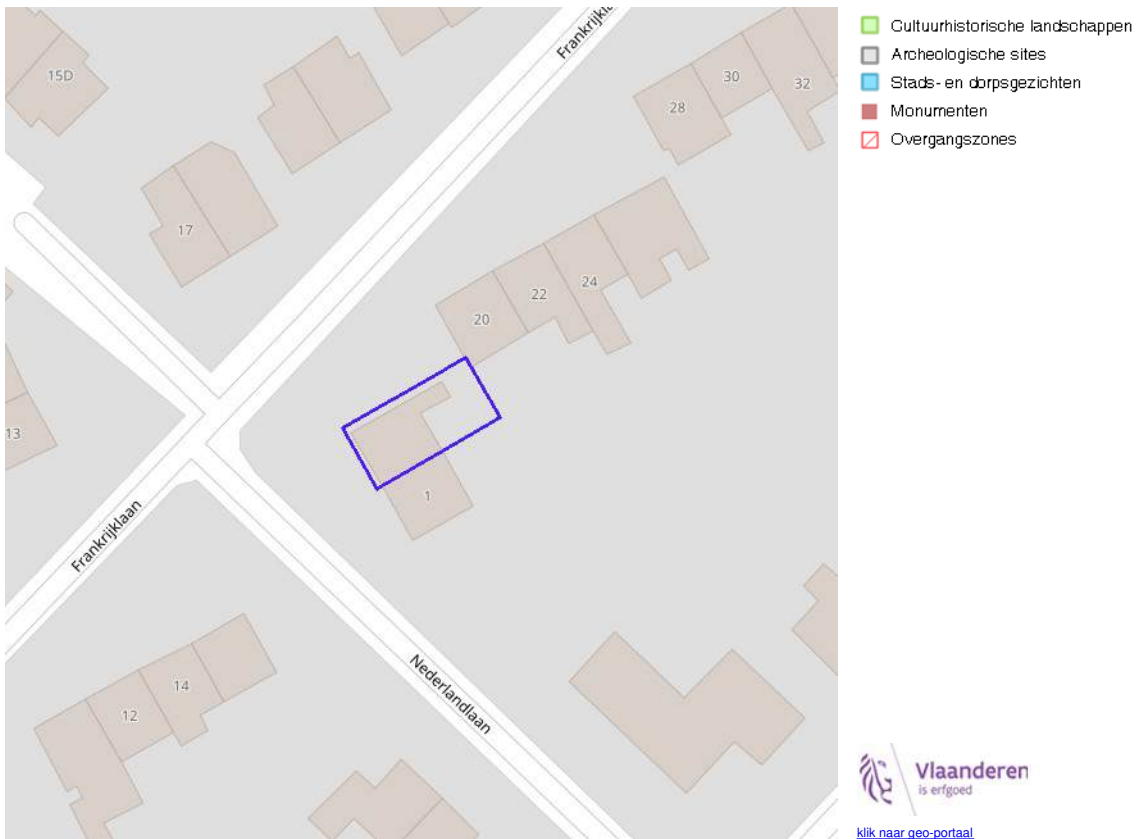 15D
Frankrijkla
28
30
32
17
20
22
24
13
1
Frankrijklaan
Nederlandlaan
12
14
Cultuurhistorische landschappen
Archeologische sites
Stads- en dorpsgezichten
Monumenten
Overgangszones
Vlaanderen
is erfgoed
klik naar geo-portaal